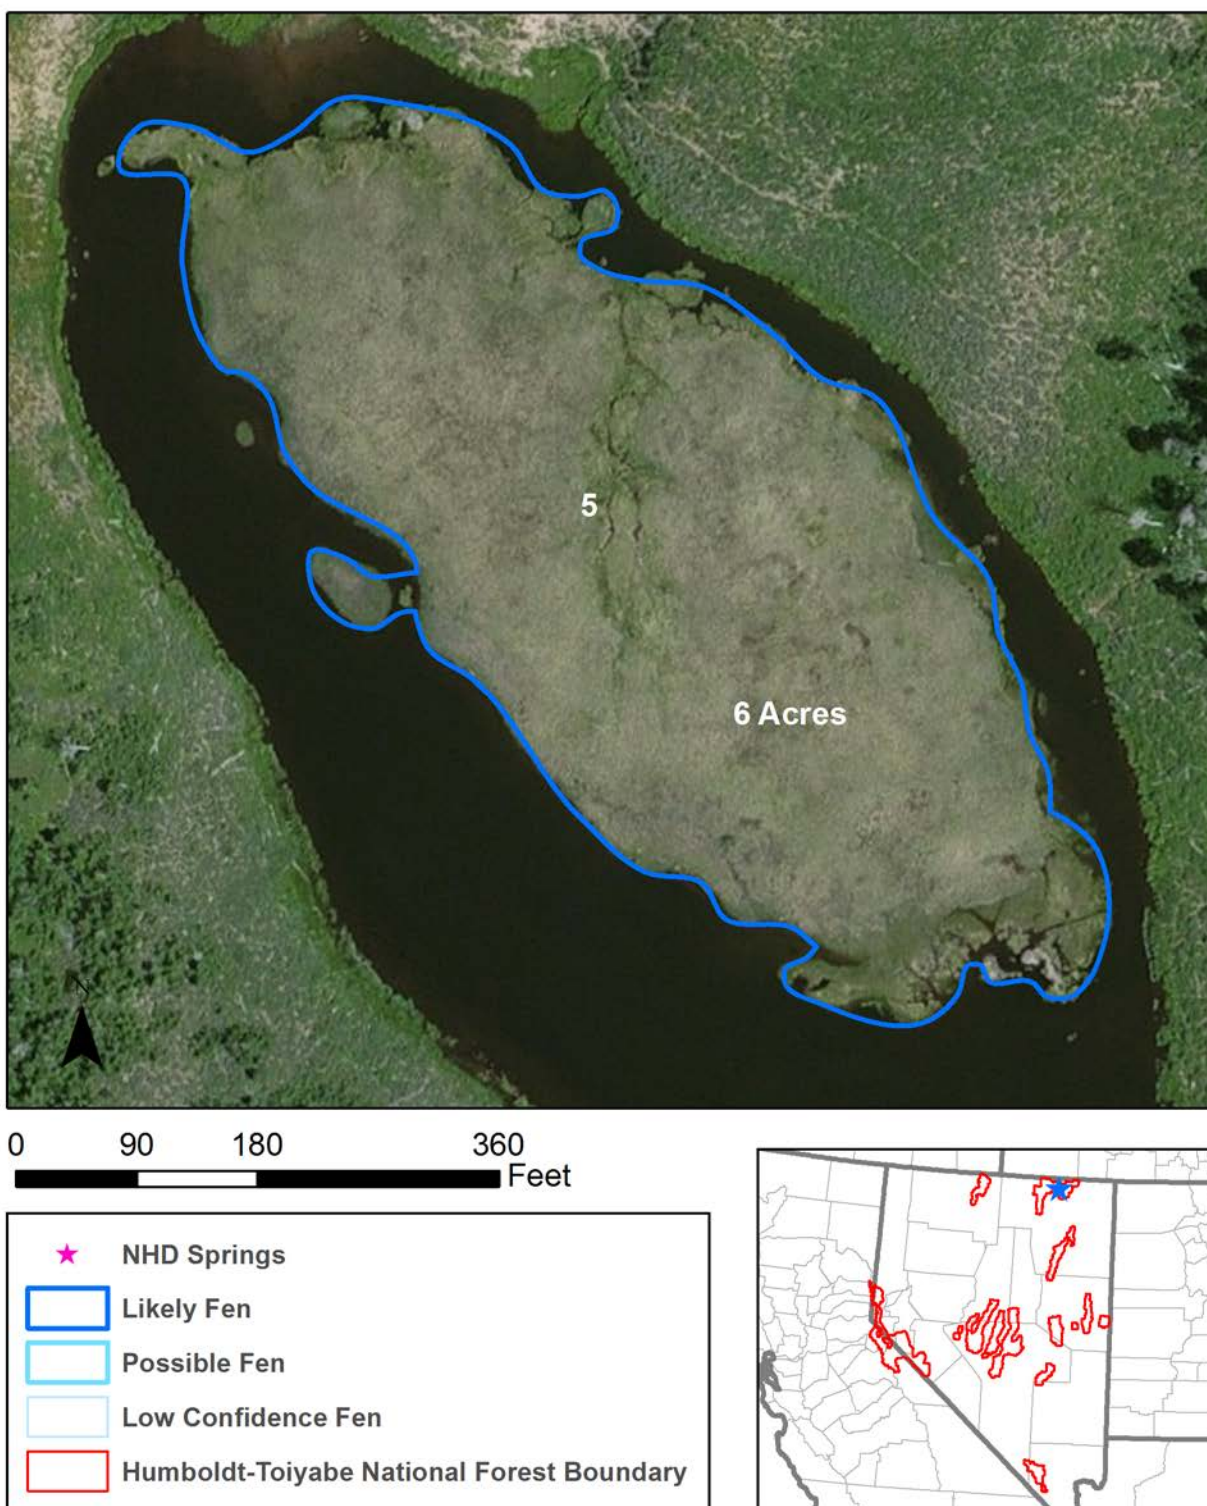 5
6 Acres
N
0 90 180 360
Feet
NHD Springs
Likely Fen
Possible Fen
Low Confidence Fen
Humboldt-Toiyabe National Forest Boundary